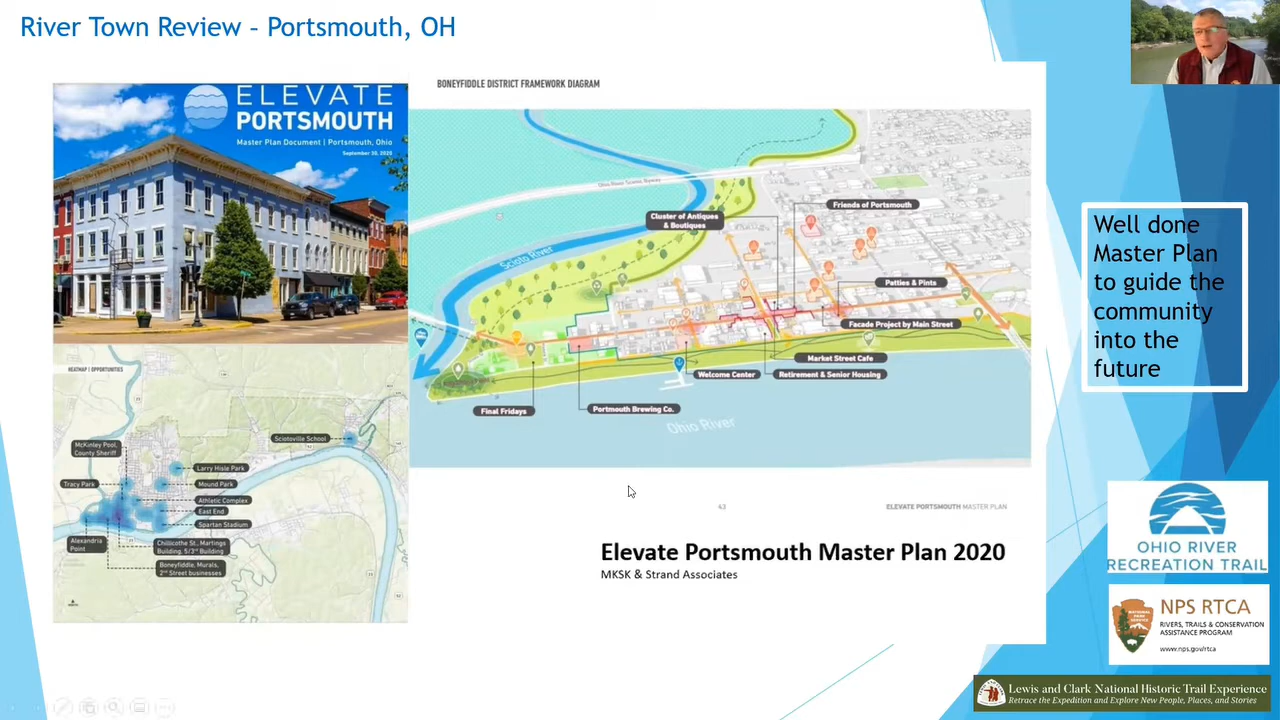 River Town Review - Portsmouth, OH
ELEVATE
PORTSMOUTH
Master Plan Document | Portsmouth, Ohio
September 30, 2020
BONEYFIDDLE DISTRICT FRAMEWORK DIAGRAM
Ohio River Scenic Byway
Scioto River
Cluster of Antiques
& Boutiques
Friends of Portsmouth
Patties & Pints
Facade Project by Main Street
Market Street Cafe
Welcome Center
Retirement & Senior Housing
Final Fridays
Portmouth Brewing Co.
Ohio River
43
ELEVATE PORTSMOUTH MASTER PLAN
HEATMAP | OPPORTUNITIES
McKinley Pool,
County Sheriff
Sciotoville School
Larry Hisle Park
Tracy Park
Mound Park
Athletic Complex
East End
Spartan Stadium
Alexandria
Point
Chillicothe St., Martings
Building, 5/3rd Building
Boneyfiddle, Murals,
2nd Street businesses
Elevate Portsmouth Master Plan 2020
MKSK & Strand Associates
Well done
Master Plan
to guide the
community
into the
future
OHIO RIVER
RECREATION TRAIL
NPS RTCA
RIVERS, TRAILS & CONSERVATION
ASSISTANCE PROGRAM
www.nps.gov/rtca
Lewis and Clark National Historic Trail Experience
Retrace the Expedition and Explore New People, Places, and Stories